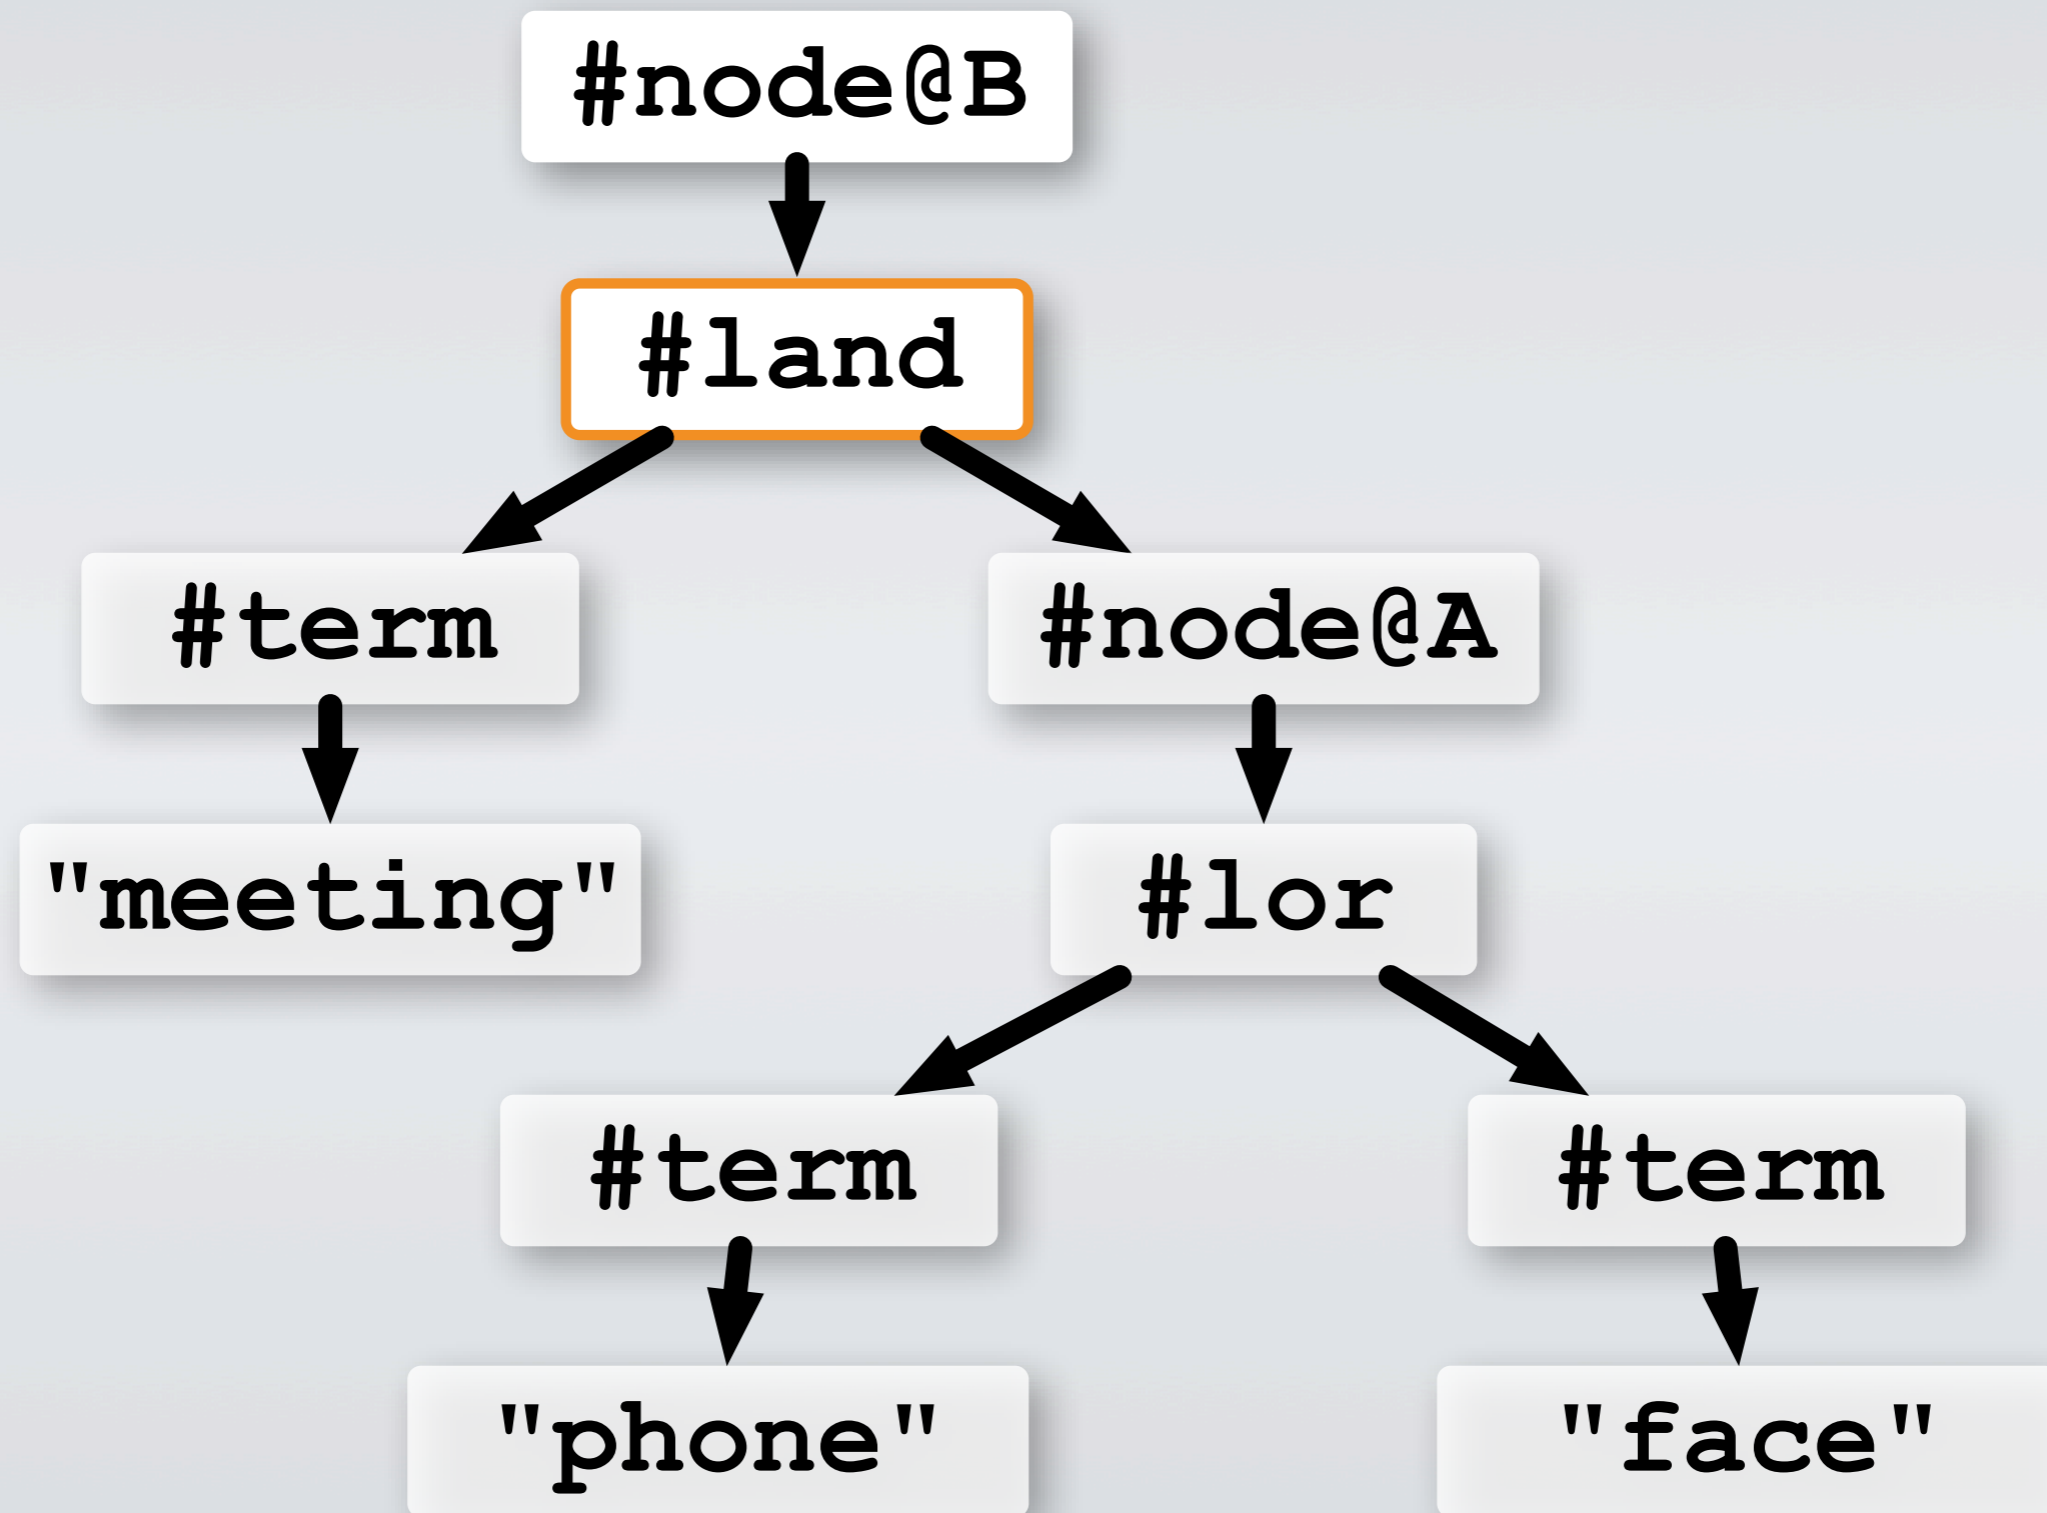 #node@B
#land
#term
#node@A
"meeting"
#lor
#term
#term
"phone"
"face"